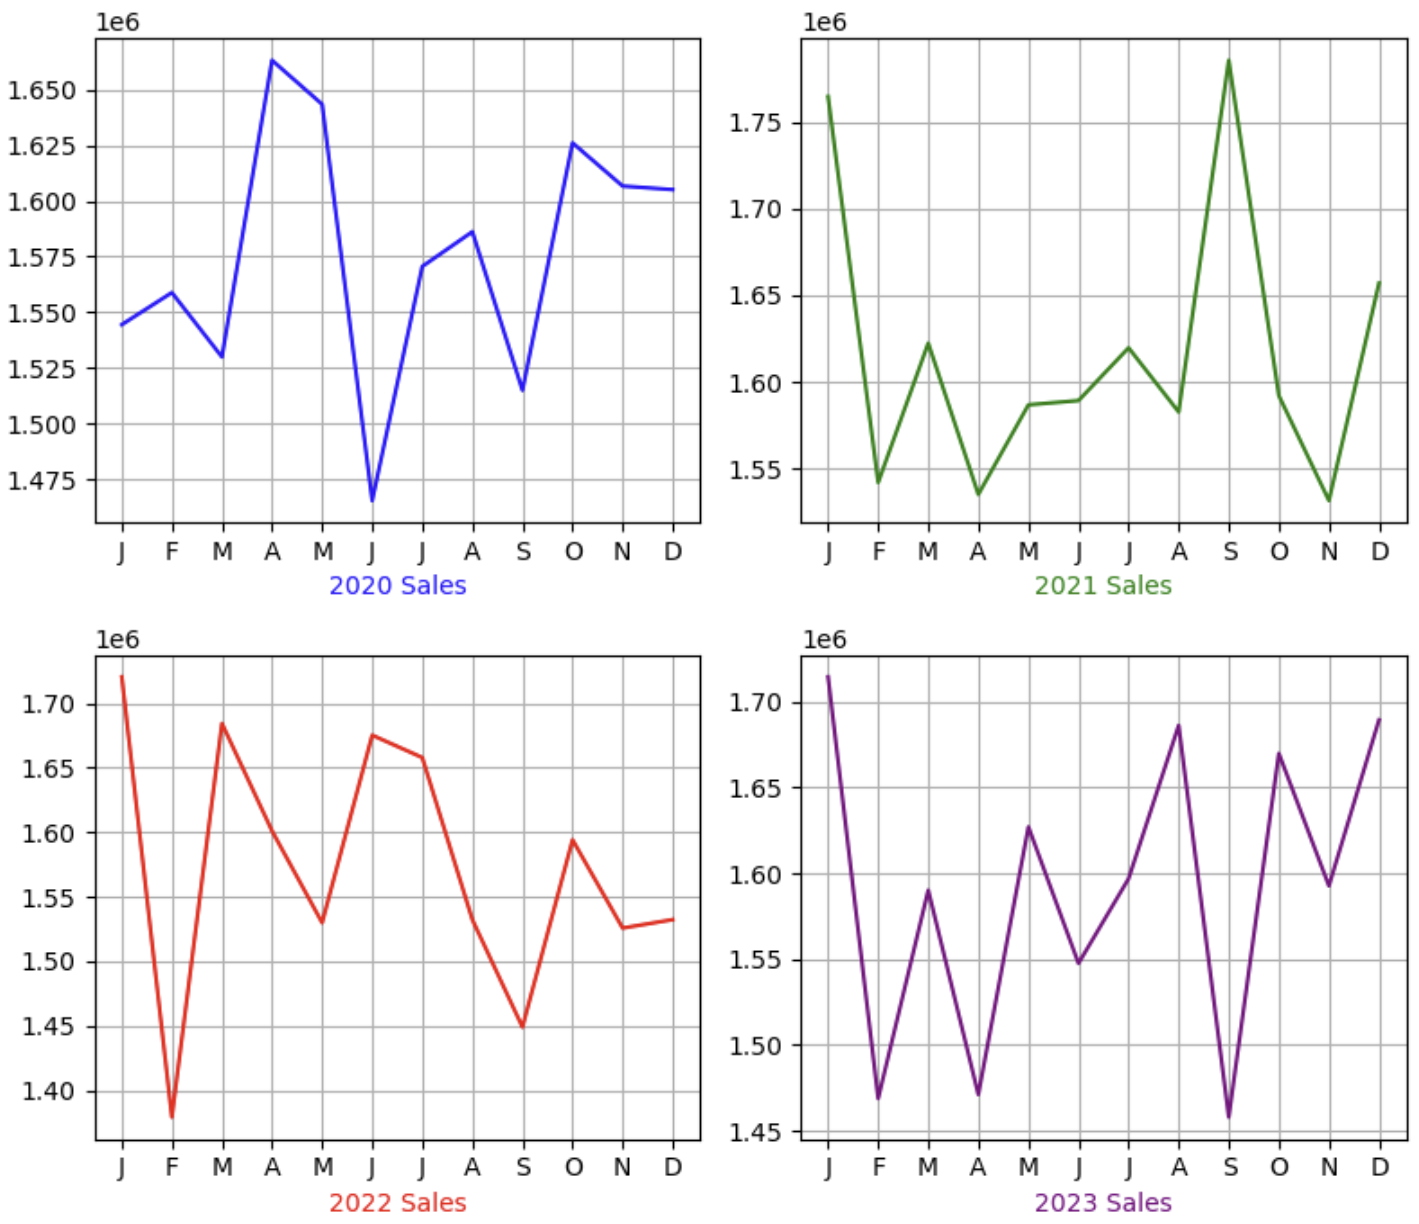 1e6
1.650
1.625
1.600
1.575
1.550
1.525
1.500
1.475
J F M A M J J A S O N D
2020 Sales
1e6
1.75
1.70
1.65
1.60
1.55
J F M A M J J A S O N D
2021 Sales
1e6
1.70
1.65
1.60
1.55
1.50
1.45
1.40
J F M A M J J A S O N D
2022 Sales
1e6
1.70
1.65
1.60
1.55
1.50
1.45
J F M A M J J A S O N D
2023 Sales